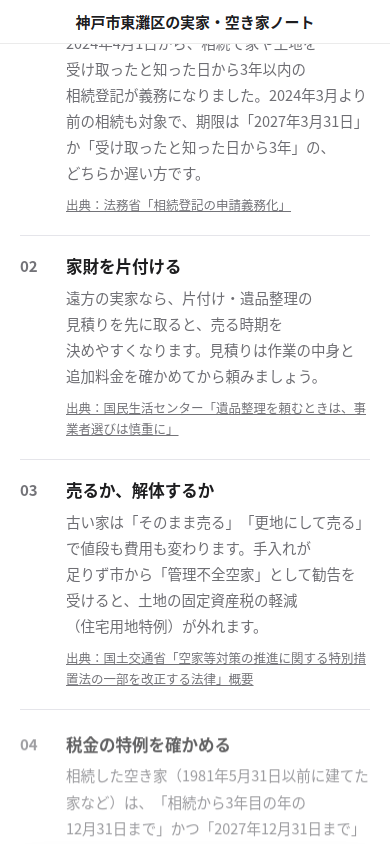 神戸市東灘区の実家・空き家ノート
2024年4月1日から、相続で家や土地を
受け取ったと知った日から3年以内の
相続登記が義務になりました。2024年3月より
前の相続も対象で、期限は「2027年3月31日」
か「受け取ったと知った日から3年」の、
どちらか遅い方です。
出典：法務省「相続登記の申請義務化」
02 家財を片付ける
遠方の実家なら、片付け・遺品整理の
見積りを先に取ると、売る時期を
決めやすくなります。見積りは作業の中身と
追加料金を確かめてから頼みましょう。
出典：国民生活センター「遺品整理を頼むときは、事
業者選びは慎重に」
03 売るか、解体するか
古い家は「そのまま売る」「更地にして売る」
で値段も費用も変わります。手入れが
足りず市から「管理不全空家」として勧告を
受けると、土地の固定資産税の軽減
（住宅用地特例）が外れます。
出典：国土交通省「空家等対策の推進に関する特別措
置法の一部を改正する法律」概要
04 税金の特例を確かめる
相続した空き家（1981年5月31日以前に建てた
家など）は、「相続から3年目の年の
12月31日まで」かつ「2027年12月31日まで」